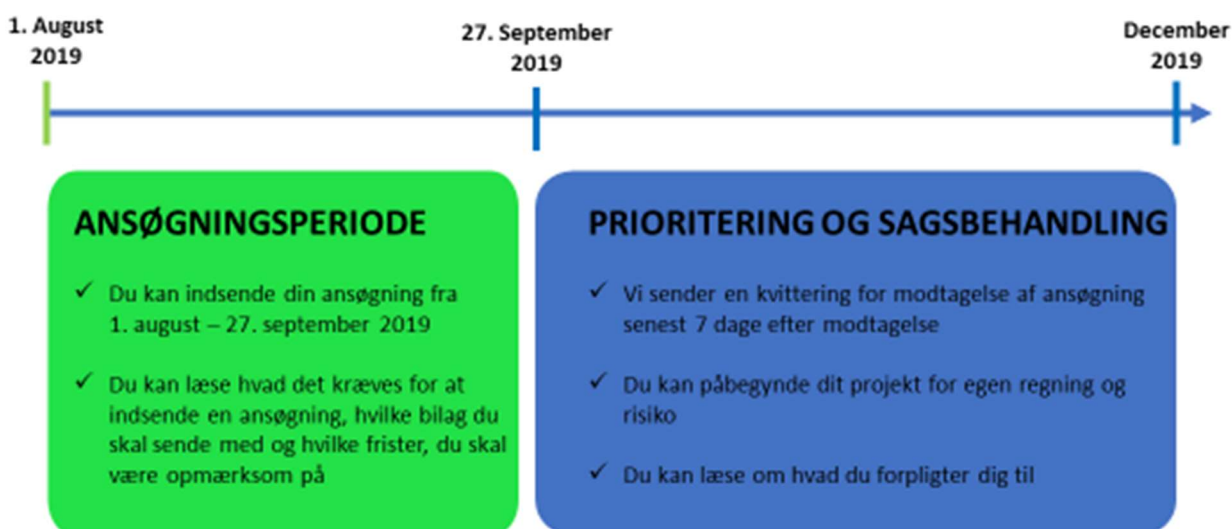 1. August
2019
27. September
2019
December
2019
ANSØGNINGSPERIODE
✓ Du kan indsende din ansøgning fra
1. august – 27. september 2019
✓ Du kan læse hvad det kræves for at
indsende en ansøgning, hvilke bilag du
skal sende med og hvilke frister, du skal
være opmærksom på
PRIORITERING OG SAGSBEHANDLING
✓ Vi sender en kvittering for modtagelse af ansøgning
senest 7 dage efter modtagelse
✓ Du kan påbegynde dit projekt for egen regning og
risiko
✓ Du kan læse om hvad du forpligter dig til